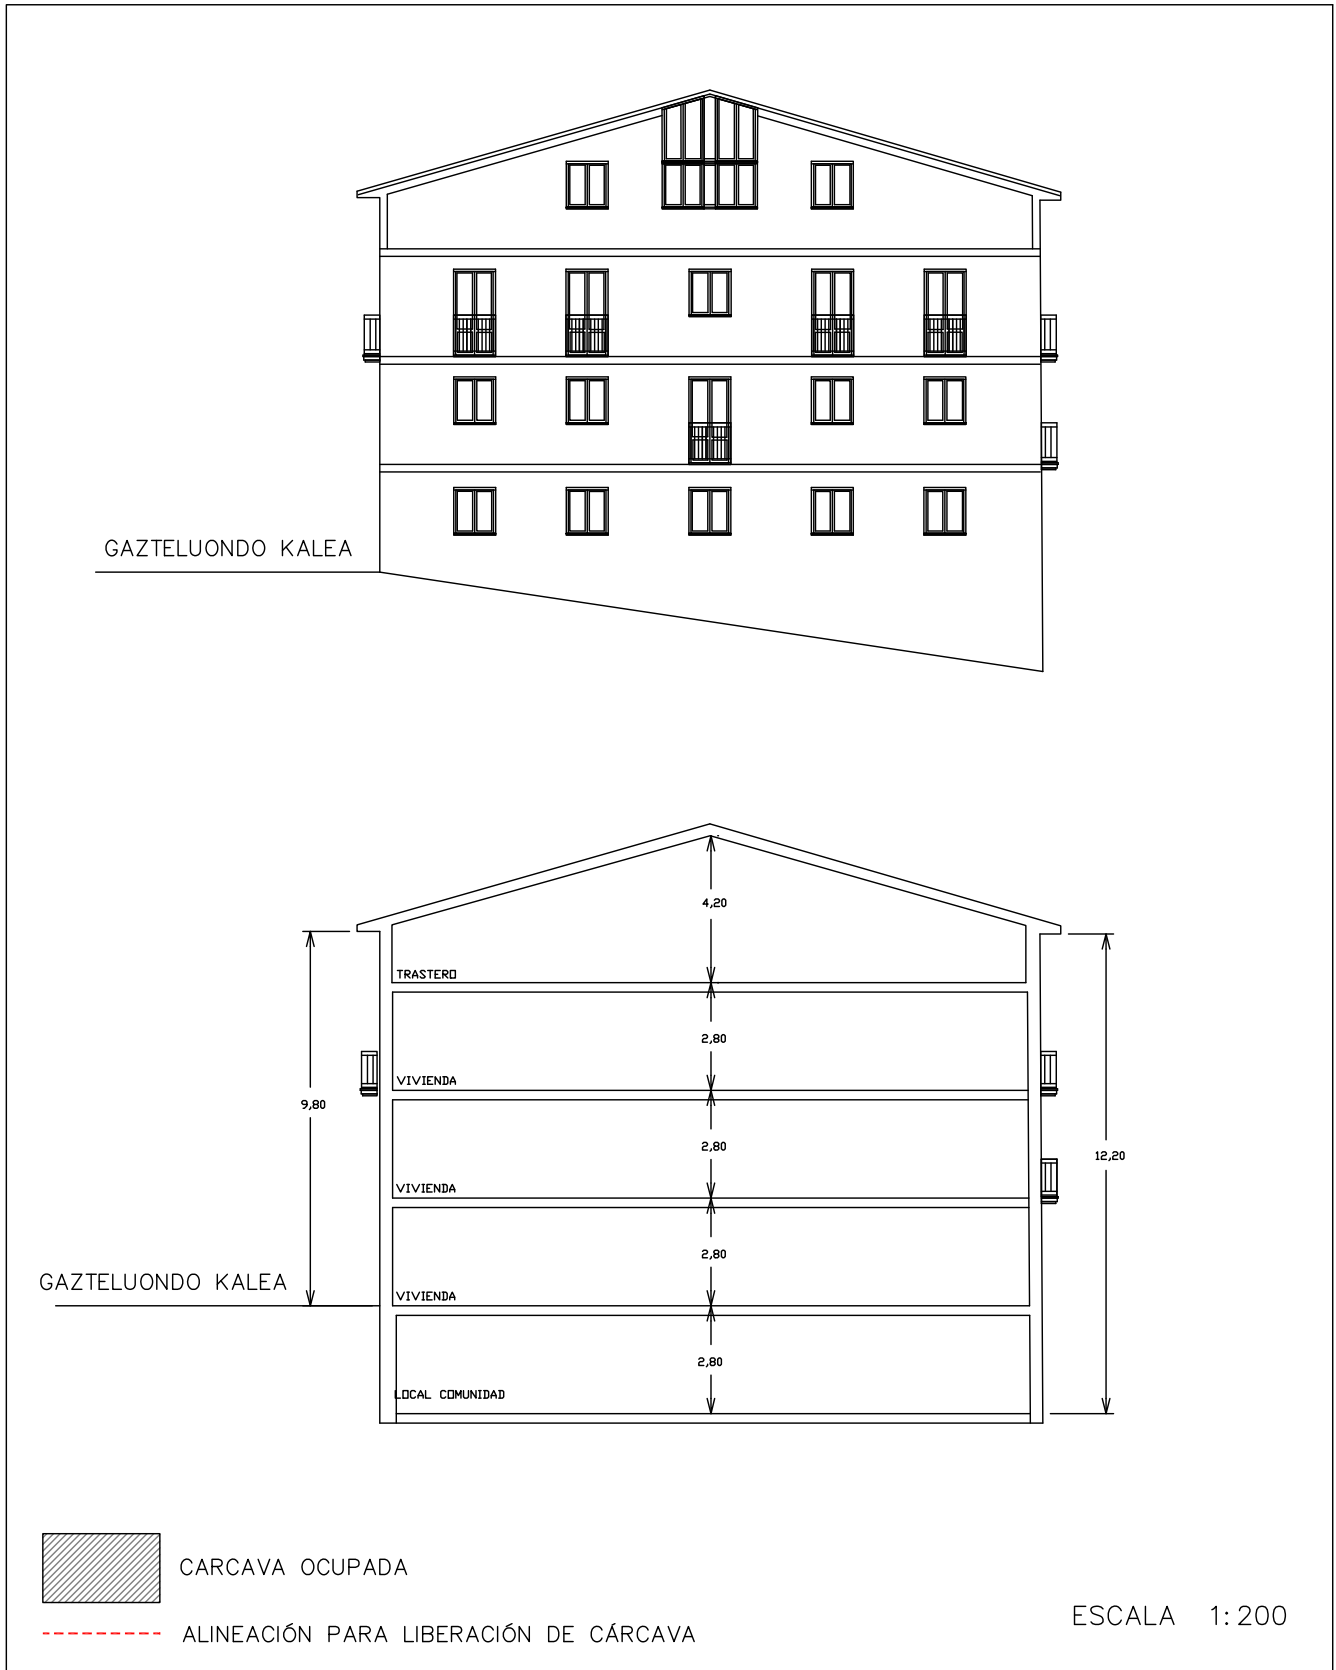 GAZTELUONDO KALEA
4,20
TRASTERO
2,80
VIVIENDA
9,80
2,80
12,20
VIVIENDA
2,80
GAZTELUONDO KALEA
VIVIENDA
2,80
LOCAL COMUNIDAD
CARCAVA OCUPADA
ESCALA 1:200
ALINEACIÓN PARA LIBERACIÓN DE CÁRCAVA